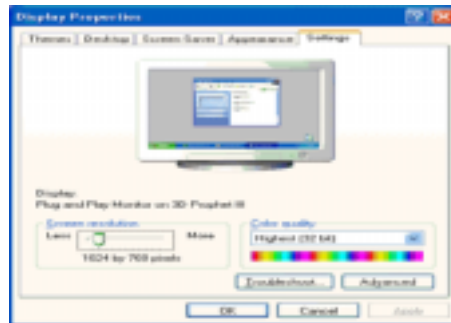 Display Properties
Themes Desktop Screen Saver Appearance Settings
Display:
Plug and Play Monitor on 3D Prophet III
Screen resolution
Color quality
Less More
Highest (32 bit)
1024 by 768 pixels
Troubleshoot... Advanced
OK Cancel Apply